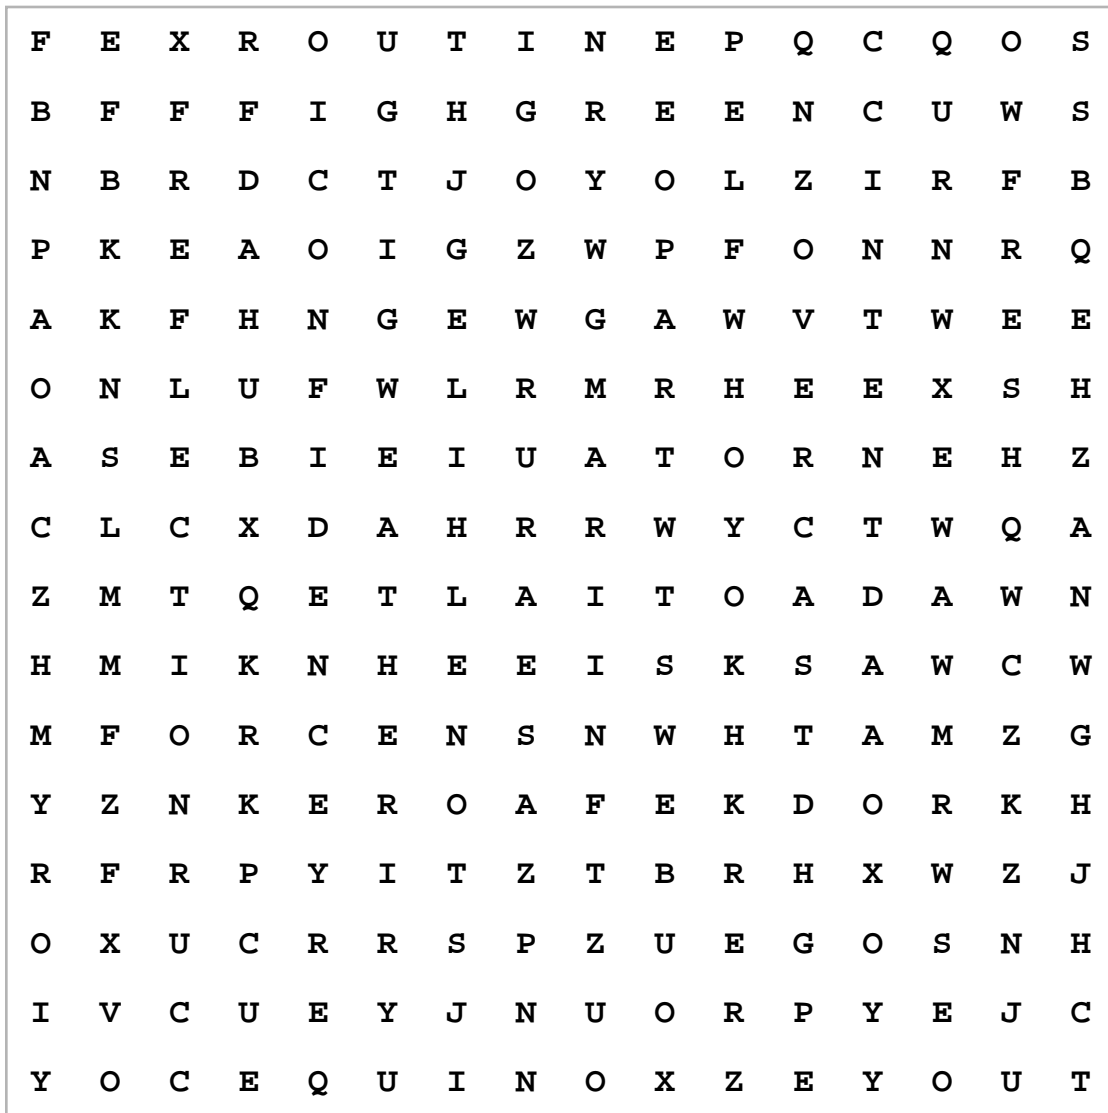 F E X R O U T I N E P Q C Q O S
B F F F I G H G R E E N C U W S
N B R D C T J O Y O L Z I R F B
P K E A O I G Z W P F O N N R Q
A K F H N G E W G A W V T W E E
O N L U F W L R M R H E E X S H
A S E B I E I U A T O R N E H Z
C L C X D A H R R W Y C T W Q A
Z M T Q E T L A I T O A D A W N
H M I K N H E E I S K S A W C W
M F O R C E N S N W H T A M Z G
Y Z N K E R O A F E K D O R K H
R F R P Y I T Z T B R H X W Z J
O X U C R R S P Z U E G O S N H
I V C U E Y J N U O R P Y E J C
Y O C E Q U I N O X Z E Y O U T